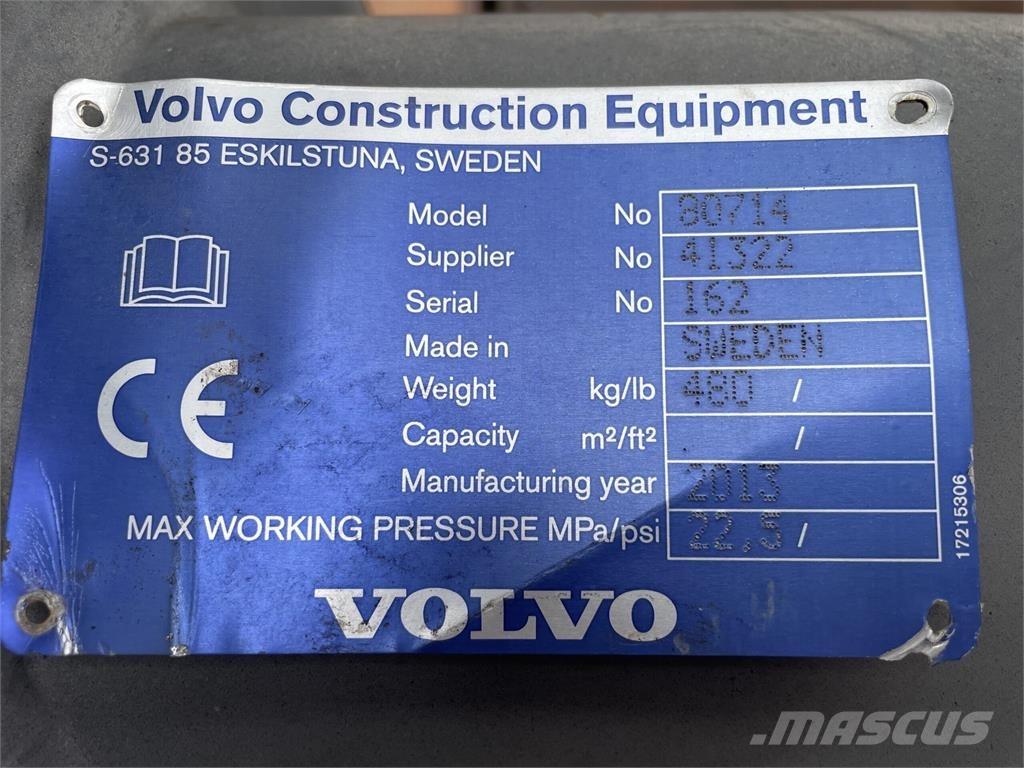 Volvo Construction Equipment
S-631 85 ESKILSTUNA, SWEDEN
Model No 80714
Supplier No 41322
Serial No 162
Made in SWEDEN
Weight kg/lb 480 /
Capacity m²/ft² /
Manufacturing year 2013
MAX WORKING PRESSURE MPa/psi 22,5 /
17215306
CE
VOLVO
MASCUS